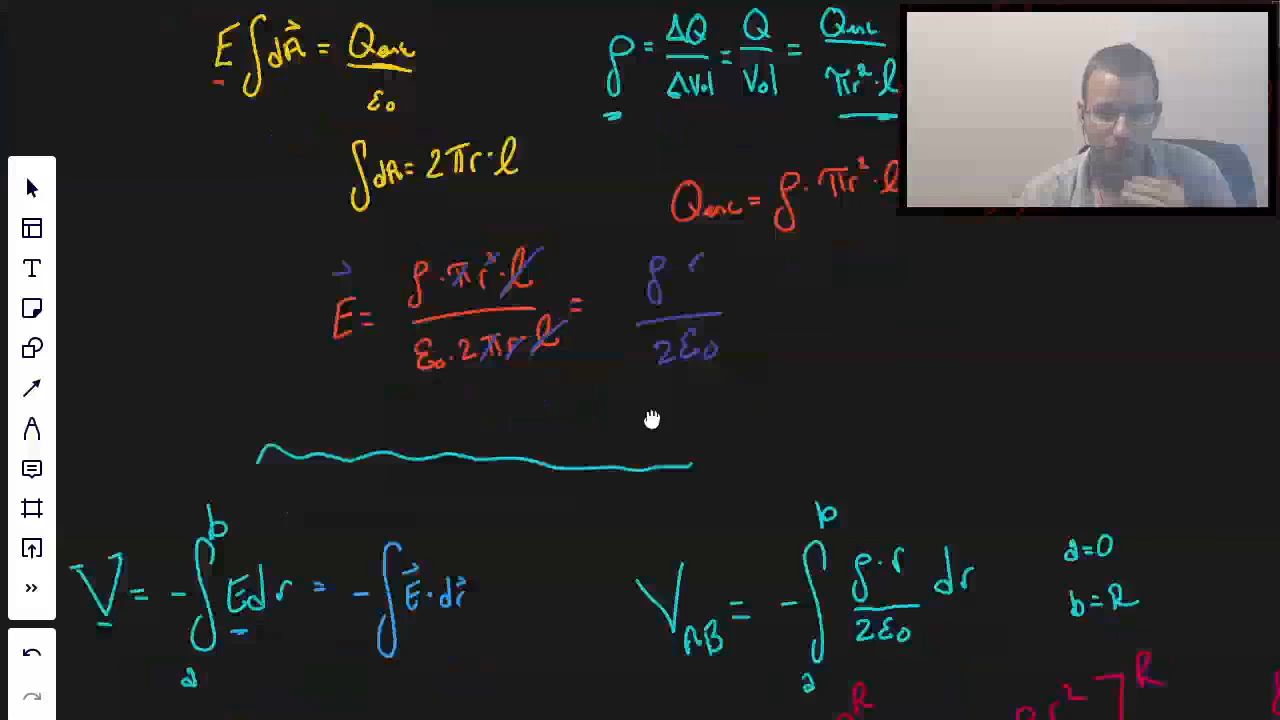 E ∫ dA⃗ = Qenc / ε₀
ρ = ΔQ / ΔVol = Q / Vol = Qenc / πr²·l
∫ dA = 2πr·l
Qenc = ρ·πr²·l
E⃗ = ρ·πr²·l / ε₀·2πr·l = ρ r / 2ε₀
V = - ∫ₐᵇ E dr = - ∫ E⃗·dr⃗
V_AB = - ∫ₐᵇ ρ·r / 2ε₀ dr
a=0
b=R